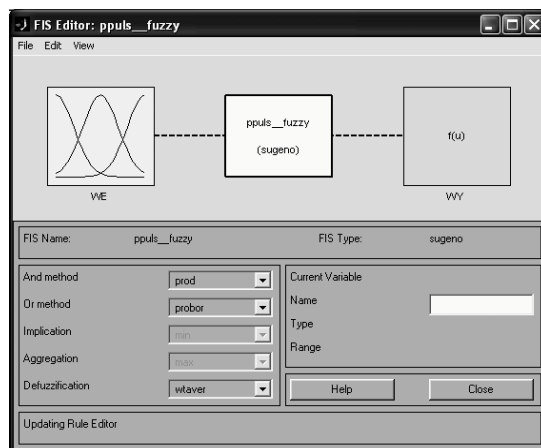 FIS Editor: ppuls__fuzzy
File Edit View
ppuls__fuzzy
(sugeno)
f(u)
WE
WY
FIS Name: ppuls__fuzzy FIS Type: sugeno
And method prod
Or method probor
Implication min
Aggregation max
Defuzzification wtaver
Current Variable
Name
Type
Range
Help Close
Updating Rule Editor